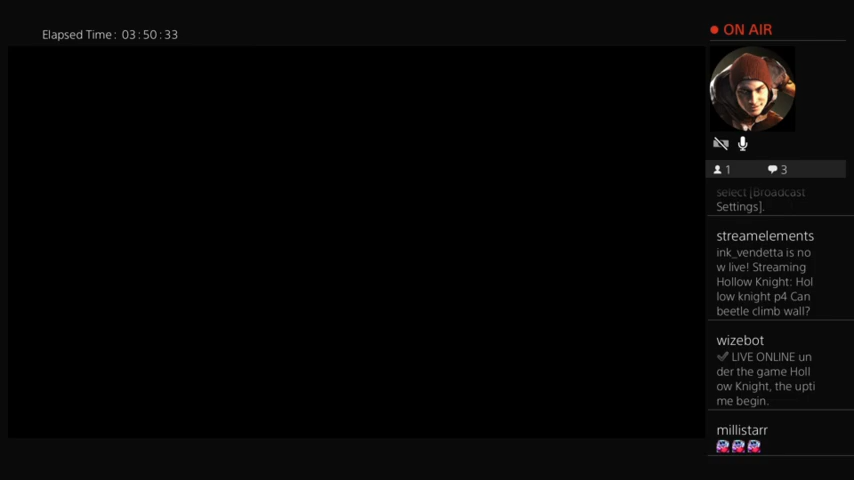 Elapsed Time: 03:50:33
ON AIR
1 3
select [Broadcast
Settings].
streamelements
ink_vendetta is no
w live! Streaming
Hollow Knight: Hol
low knight p4 Can
beetle climb wall?
wizebot
✓ LIVE ONLINE un
der the game Holl
ow Knight, the upti
me begin.
millistarr